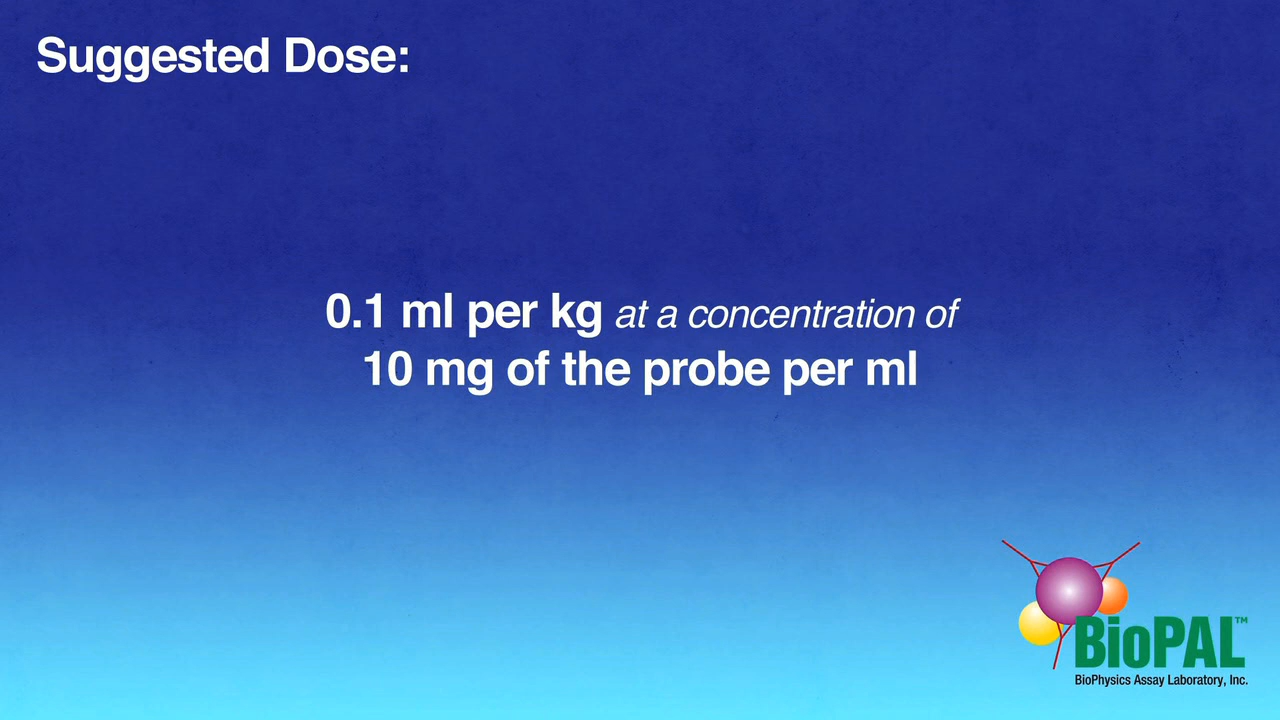 Suggested Dose:
0.1 ml per kg at a concentration of
10 mg of the probe per ml
BioPAL™
BioPhysics Assay Laboratory, Inc.